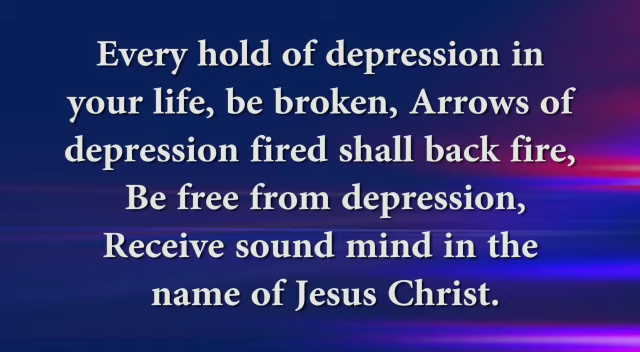 Every hold of depression in
your life, be broken, Arrows of
depression fired shall back fire,
Be free from depression,
Receive sound mind in the
name of Jesus Christ.